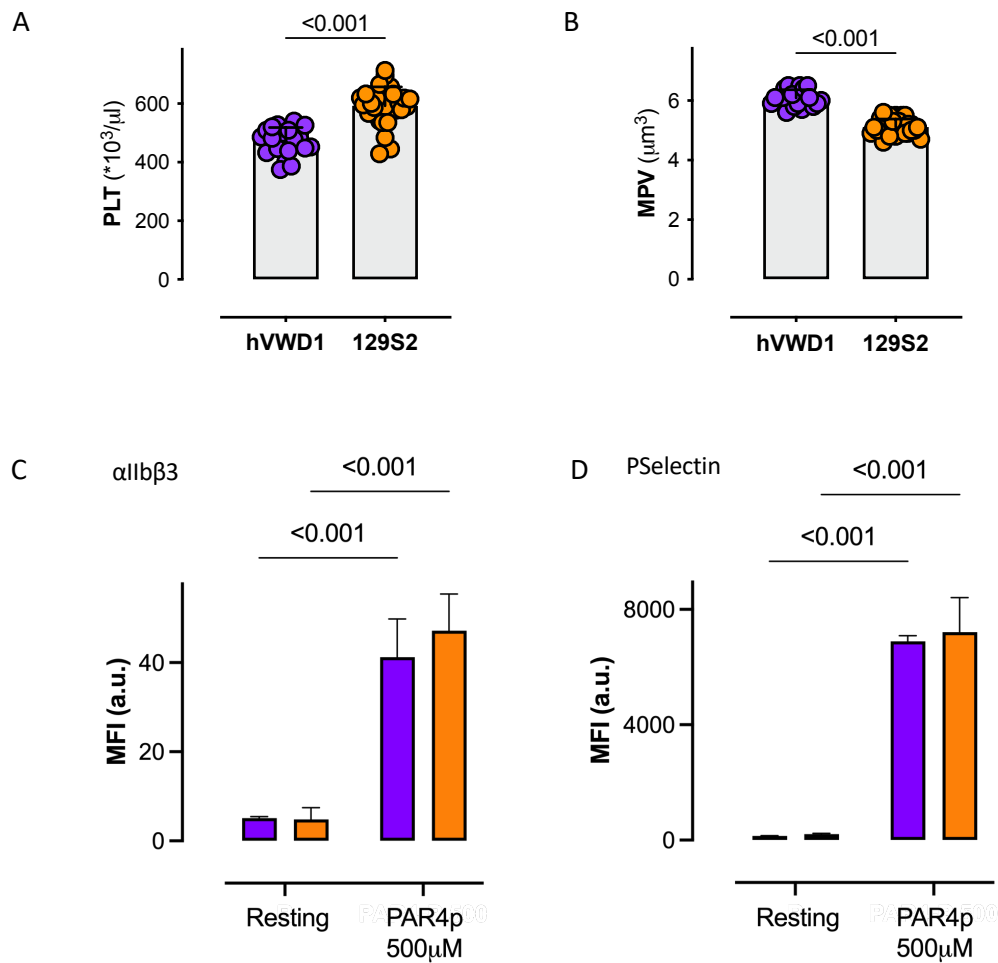 A
<0.001
PLT (*10³/µl)
600
400
200
0
hVWD1 129S2
B
<0.001
MPV (µm³)
6
4
2
0
hVWD1 129S2
C
αIIbβ3
<0.001
<0.001
MFI (a.u.)
40
20
0
Resting PAR4p
500µM
D
PSelectin
<0.001
<0.001
MFI (a.u.)
8000
4000
0
Resting PAR4p
500µM